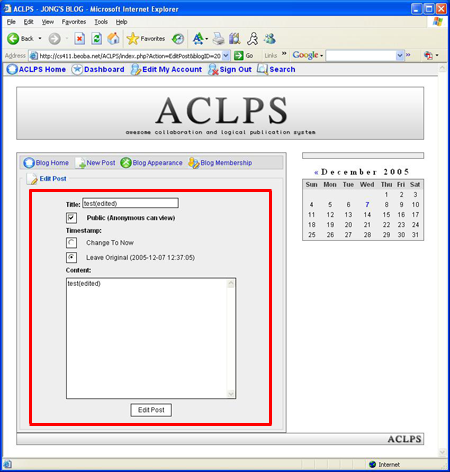 ACLPS - JONG'S BLOG - Microsoft Internet Explorer
File Edit View Favorites Tools Help
Back Search Favorites
Address http://cs411.beoba.net/ACLPS/index.php?Action=EditPost&blogID=20 Go Links » Google
ACLPS Home Dashboard Edit My Account Sign Out Search
ACLPS
awesome collaboration and logical publication system
Blog Home New Post Blog Appearance Blog Membership
Edit Post
Title: test(edited)
Public (Anonymous can view)
Timestamp:
Change To Now
Leave Original (2005-12-07 12:37:05)
Content:
test(edited)
Edit Post
« December 2005
Sun Mon Tue Wed Thu Fri Sat
1 2 3
4 5 6 7 8 9 10
11 12 13 14 15 16 17
18 19 20 21 22 23 24
25 26 27 28 29 30 31
ACLPS
Internet